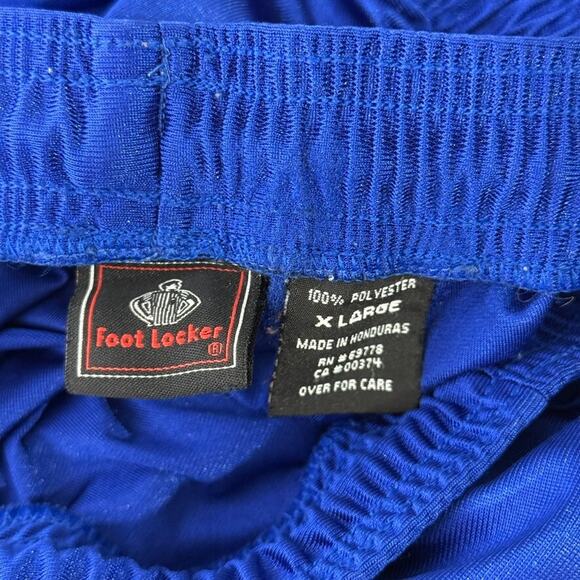 Foot Locker
®
100% POLYESTER
X LARGE
MADE IN HONDURAS
RN # 69778
CA # 00374
OVER FOR CARE